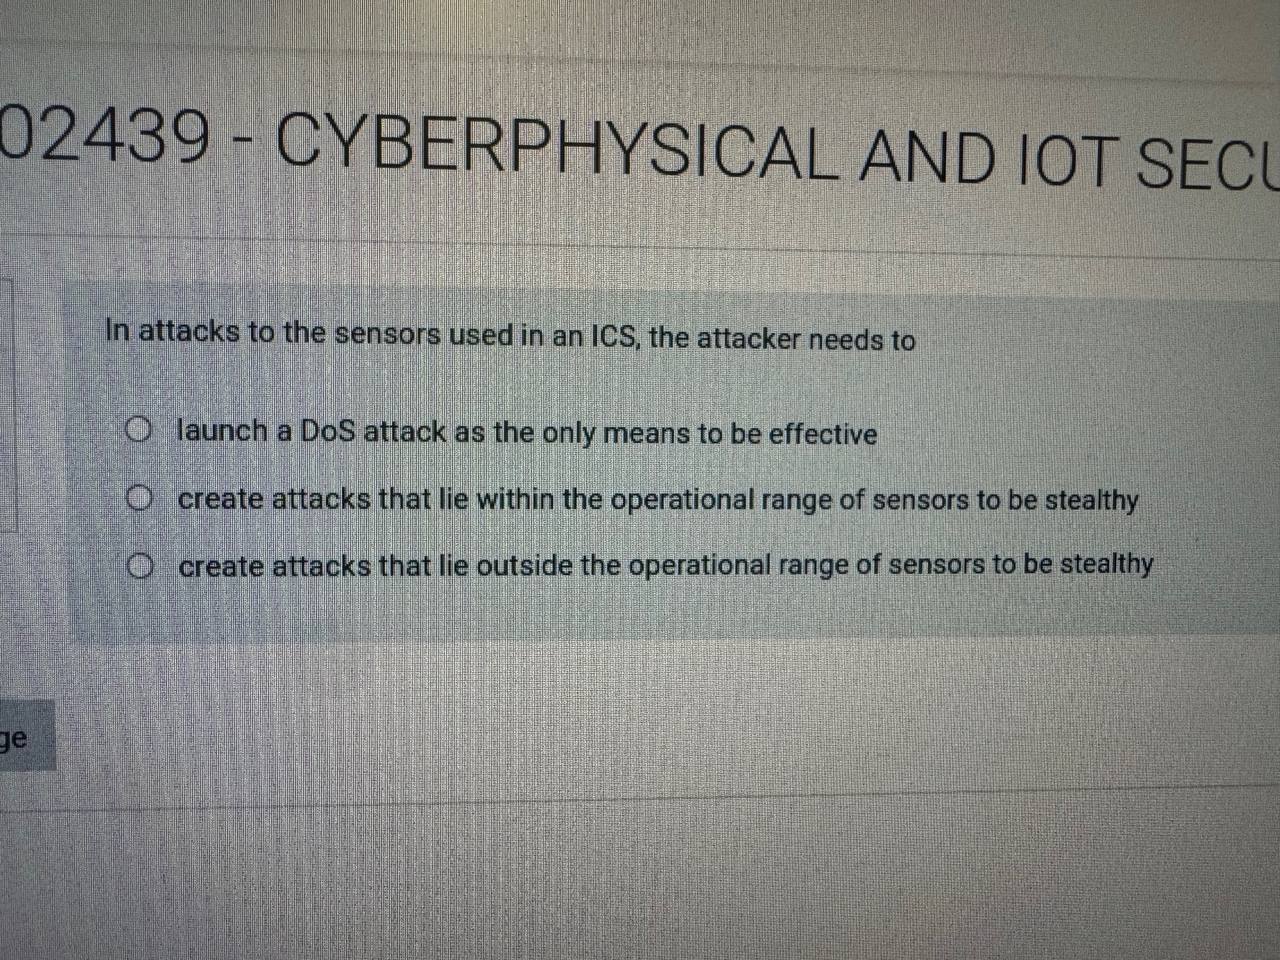 02439 - CYBERPHYSICAL AND IOT SECU
In attacks to the sensors used in an ICS, the attacker needs to
launch a DoS attack as the only means to be effective
create attacks that lie within the operational range of sensors to be stealthy
create attacks that lie outside the operational range of sensors to be stealthy
ge